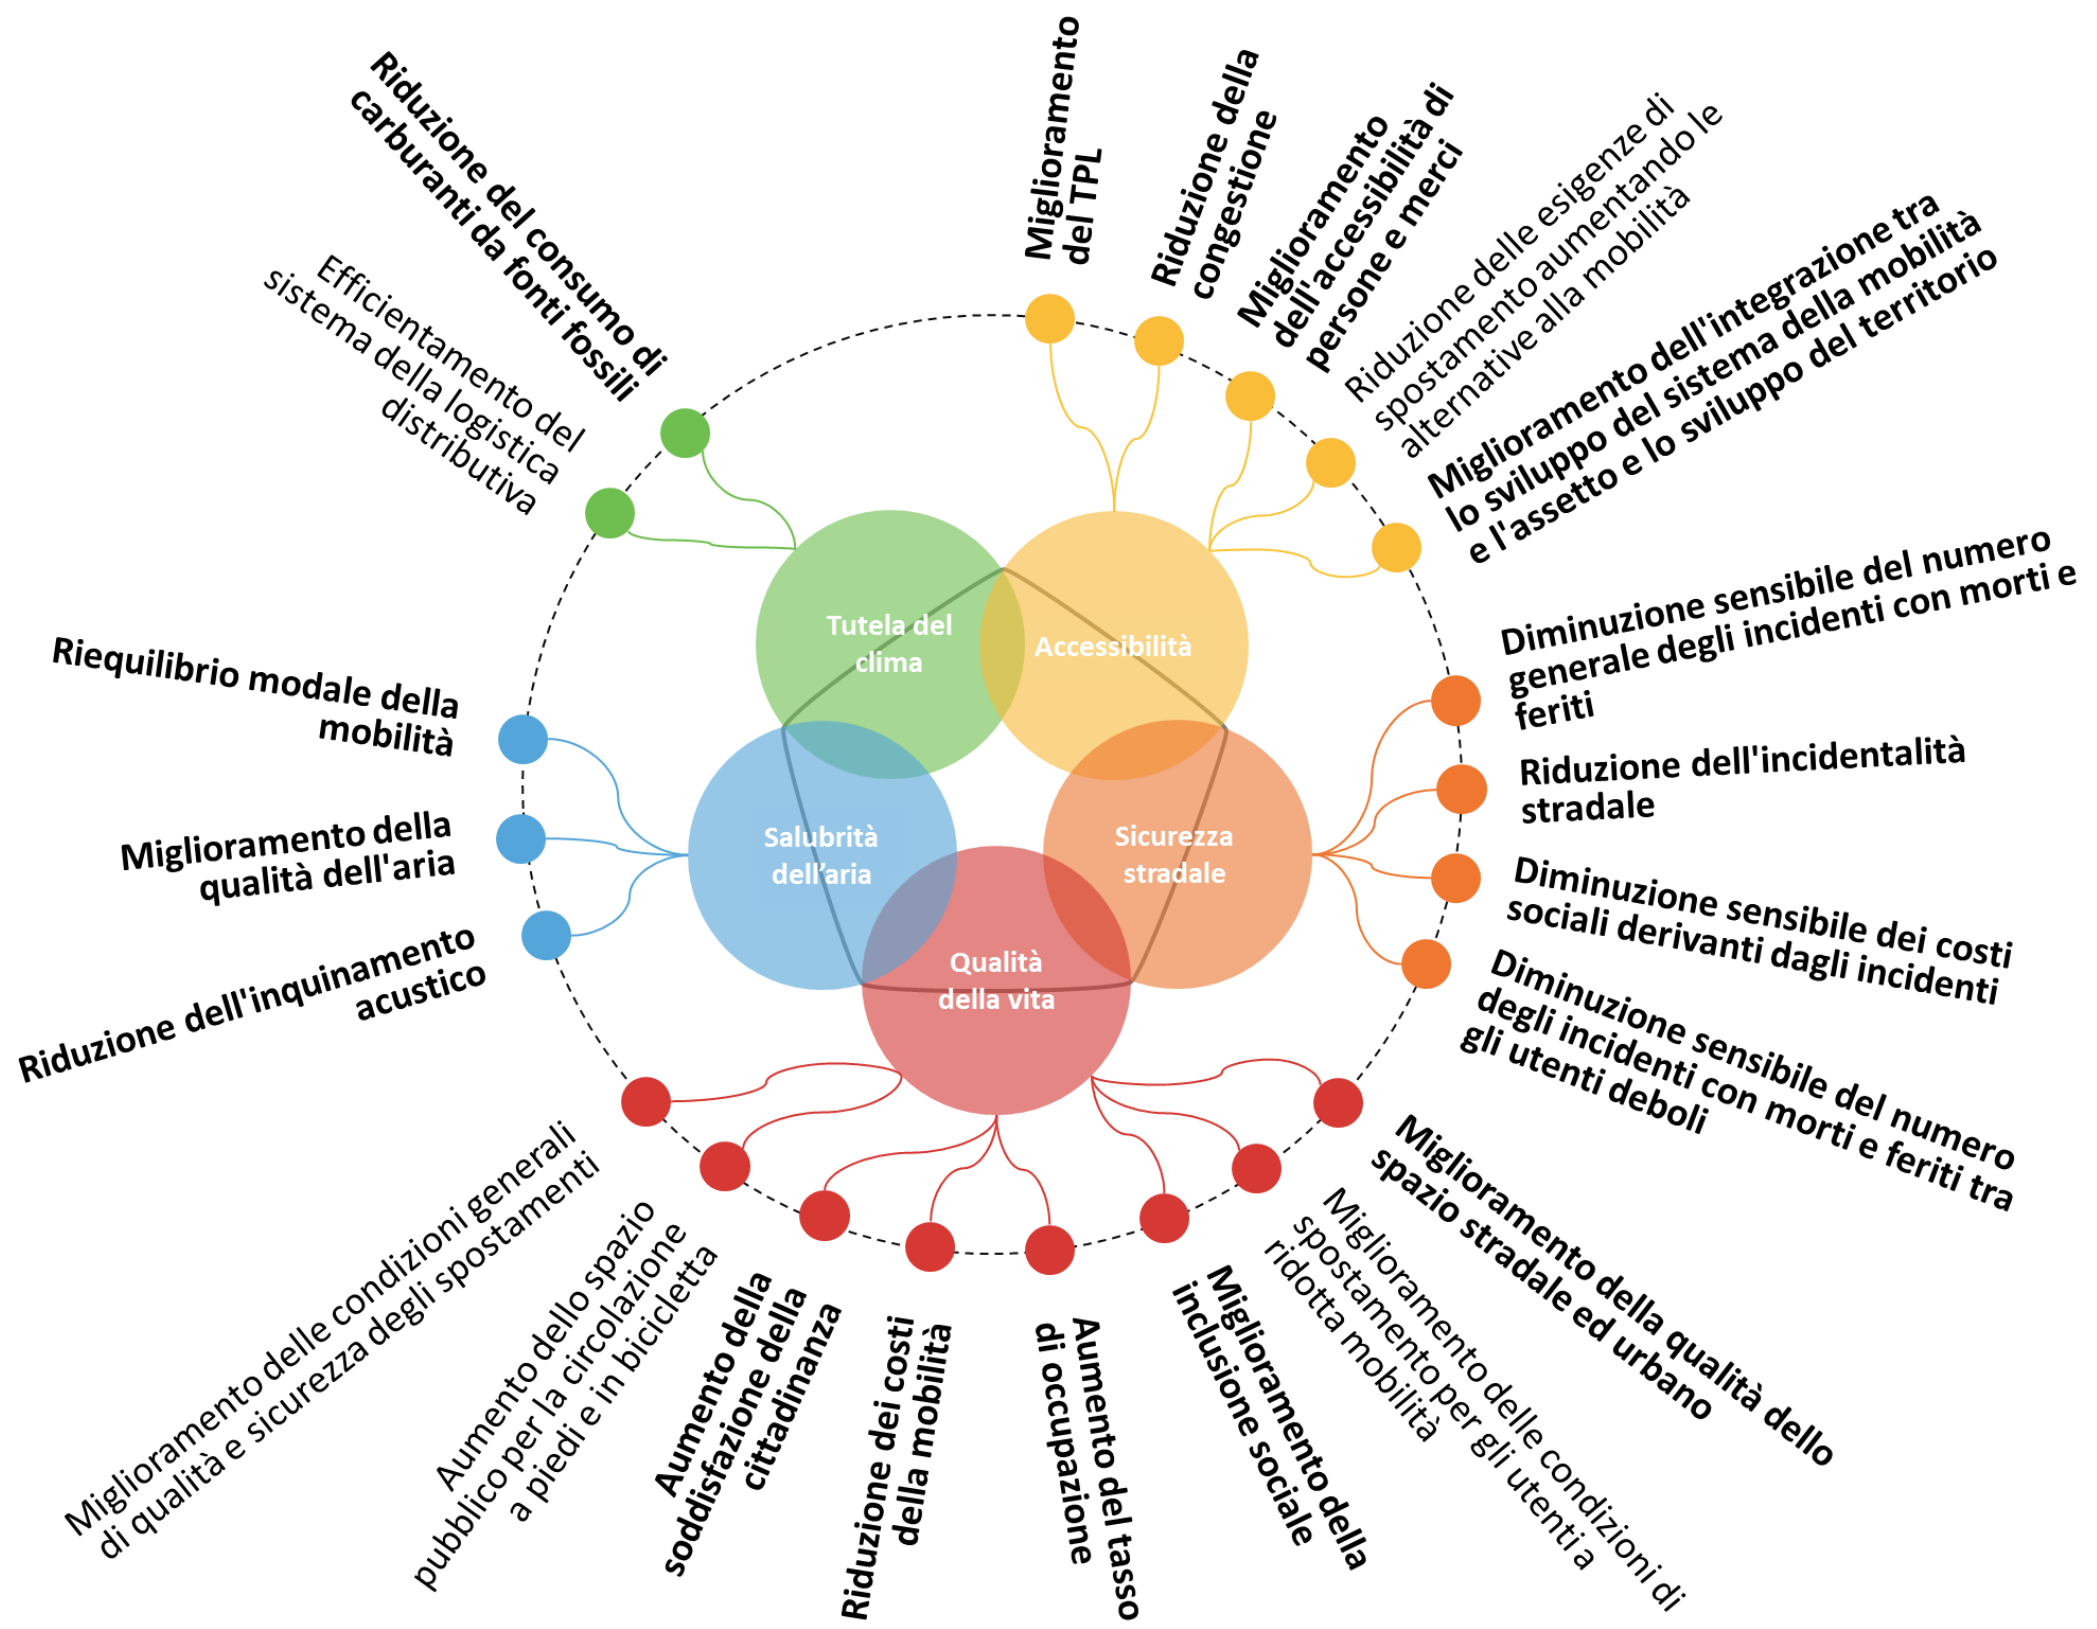 Miglioramento
del TPL
Riduzione della
congestione
Miglioramento
dell'accessibilità di
persone e merci
Riduzione delle esigenze di
spostamento aumentando le
alternative alla mobilità
Miglioramento dell'integrazione tra
lo sviluppo del sistema della mobilità
e l'assetto e lo sviluppo del territorio
Diminuzione sensibile del numero
generale degli incidenti con morti e
feriti
Riduzione dell'incidentalità
stradale
Diminuzione sensibile dei costi
sociali derivanti dagli incidenti
Diminuzione sensibile del numero
degli incidenti con morti e feriti tra
gli utenti deboli
Miglioramento della qualità dello
spazio stradale ed urbano
Miglioramento delle condizioni di
spostamento per gli utenti a
ridotta mobilità
Miglioramento della
inclusione sociale
Aumento del tasso
di occupazione
Riduzione dei costi
della mobilità
Aumento della
soddisfazione della
cittadinanza
Aumento dello spazio
pubblico per la circolazione
a piedi e in bicicletta
Miglioramento delle condizioni generali
di qualità e sicurezza degli spostamenti
Riduzione dell'inquinamento
acustico
Miglioramento della
qualità dell'aria
Riequilibrio modale della
mobilità
Efficientamento del
sistema della logistica
distributiva
Riduzione del consumo di
carburanti da fonti fossili
Tutela del
clima
Accessibilità
Salubrità
dell’aria
Sicurezza
stradale
Qualità
della vita